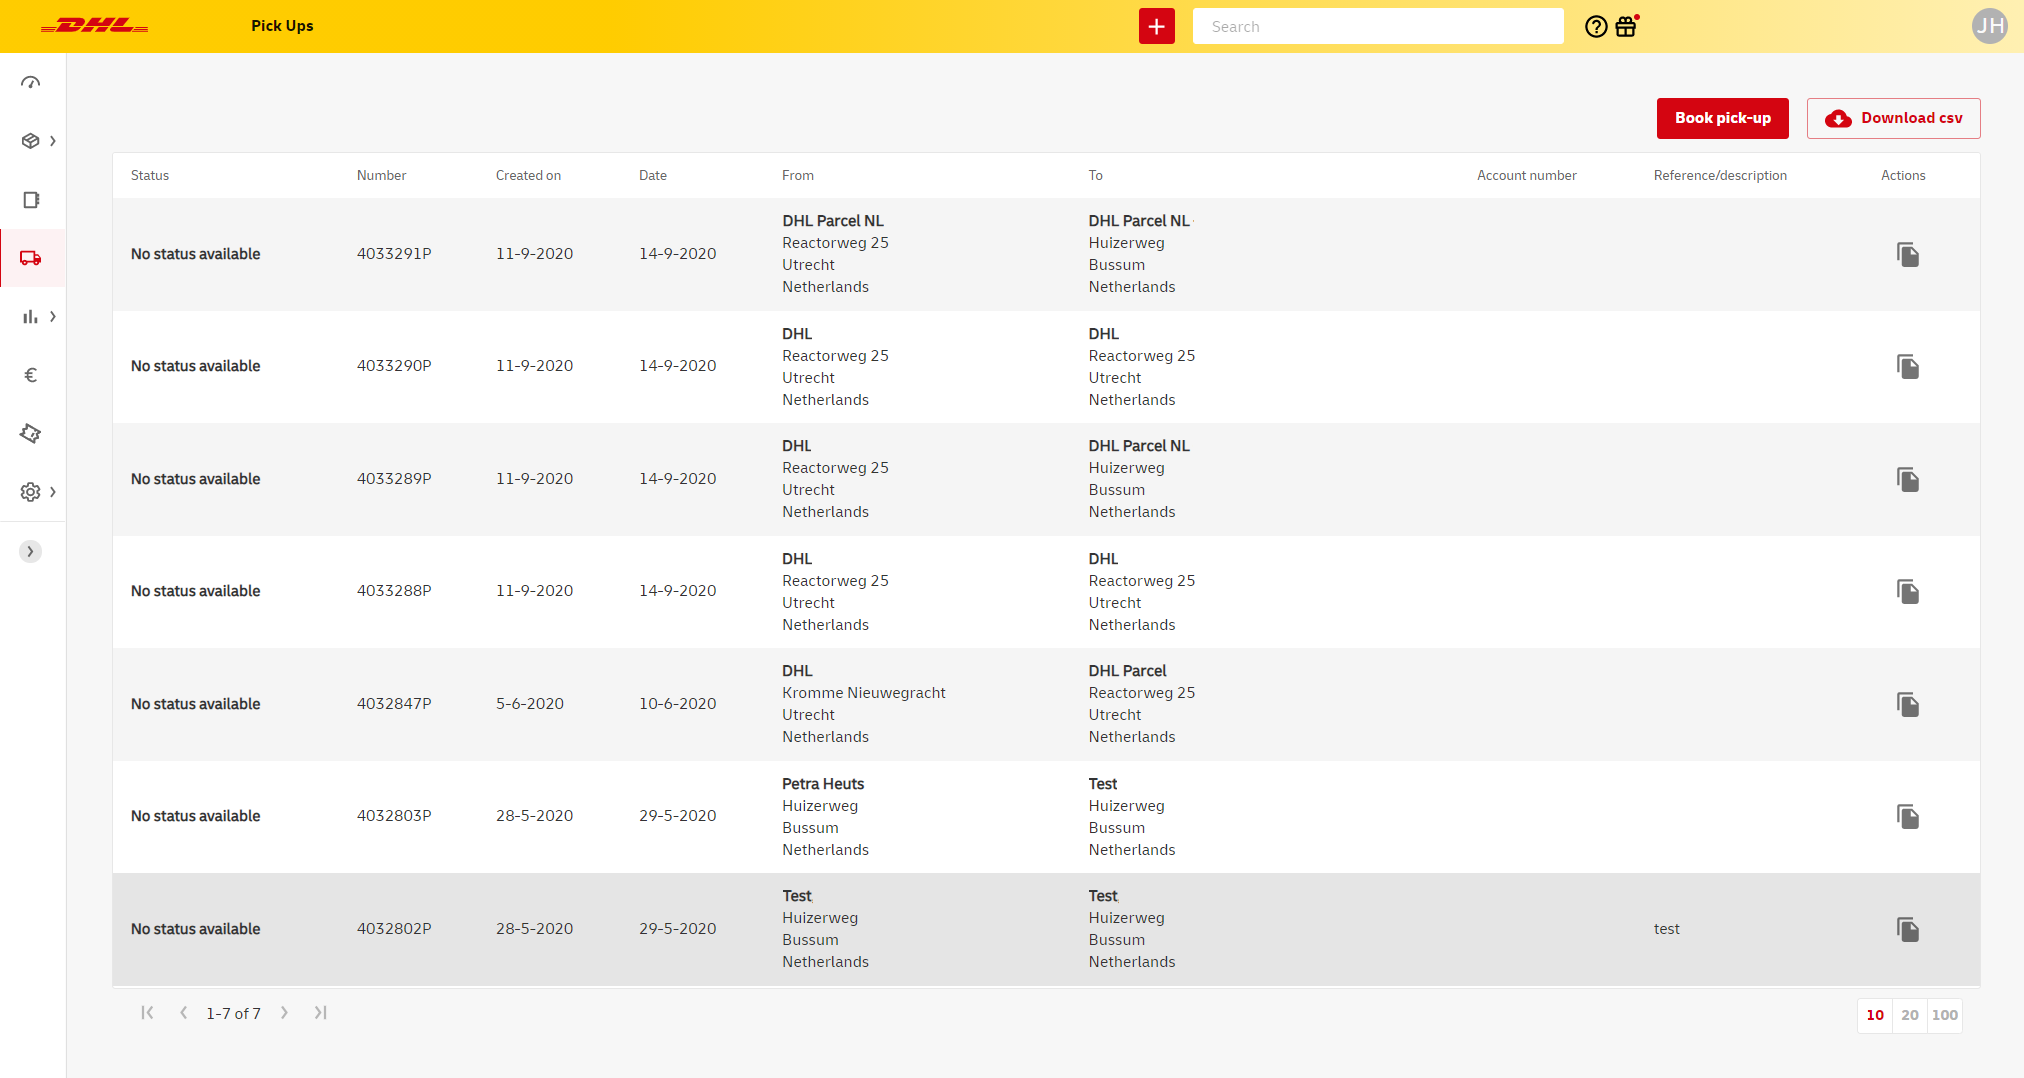 DHL
Pick Ups
Search
JH
Book pick-up
Download csv
Status Number Created on Date From To Account number Reference/description Actions
No status available 4033291P 11-9-2020 14-9-2020
DHL Parcel NL DHL Parcel NL
Reactorweg 25 Huizerweg
Utrecht Bussum
Netherlands Netherlands
No status available 4033290P 11-9-2020 14-9-2020
DHL DHL
Reactorweg 25 Reactorweg 25
Utrecht Utrecht
Netherlands Netherlands
No status available 4033289P 11-9-2020 14-9-2020
DHL DHL Parcel NL
Reactorweg 25 Huizerweg
Utrecht Bussum
Netherlands Netherlands
No status available 4033288P 11-9-2020 14-9-2020
DHL DHL
Reactorweg 25 Reactorweg 25
Utrecht Utrecht
Netherlands Netherlands
No status available 4032847P 5-6-2020 10-6-2020
DHL DHL Parcel
Kromme Nieuwegracht Reactorweg 25
Utrecht Utrecht
Netherlands Netherlands
No status available 4032803P 28-5-2020 29-5-2020
Petra Heuts Test
Huizerweg Huizerweg
Bussum Bussum
Netherlands Netherlands
No status available 4032802P 28-5-2020 29-5-2020 test
Test Test
Huizerweg Huizerweg
Bussum Bussum
Netherlands Netherlands
1-7 of 7
10 20 100